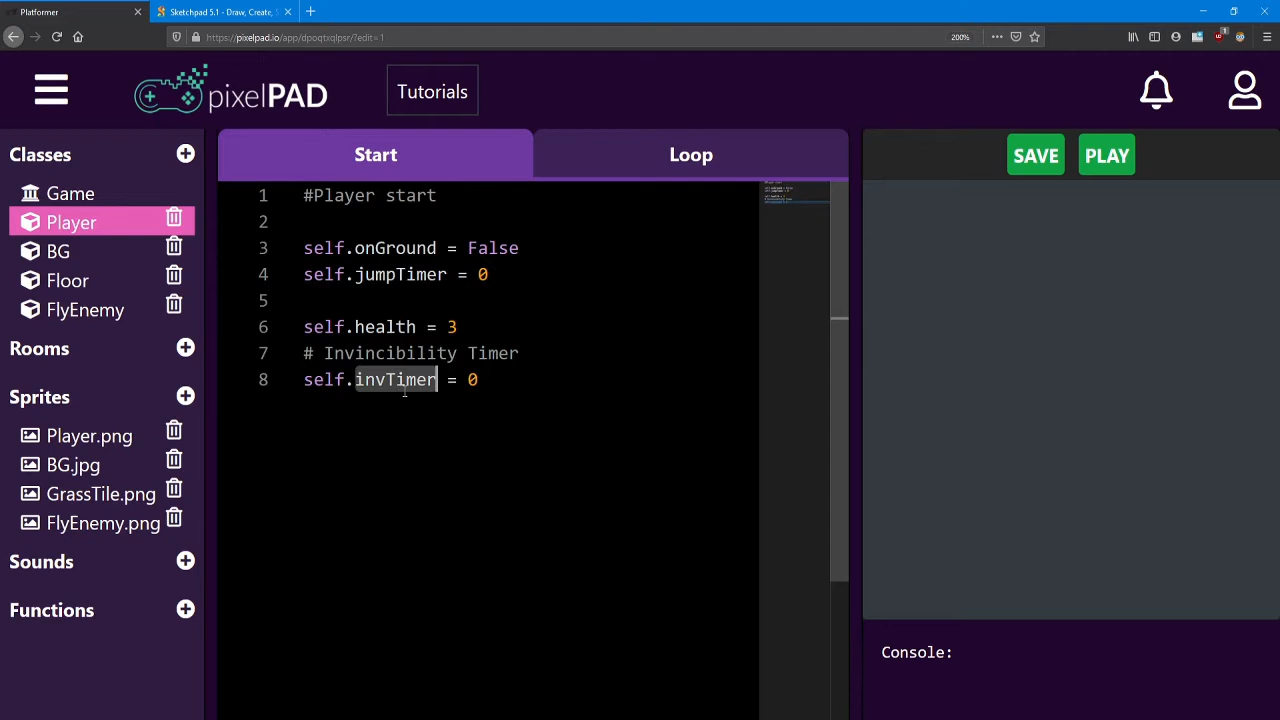 Platformer
Sketchpad 5.1 - Draw, Create,
https://pixelpad.io/app/dpoqtxqlpsr/?edit=1
200%
pixelPAD
Tutorials
Classes
Game
Player
BG
Floor
FlyEnemy
Rooms
Sprites
Player.png
BG.jpg
GrassTile.png
FlyEnemy.png
Sounds
Functions
Start
Loop
1 #Player start
2
3 self.onGround = False
4 self.jumpTimer = 0
5
6 self.health = 3
7 # Invincibility Timer
8 self.invTimer = 0
SAVE
PLAY
Console: